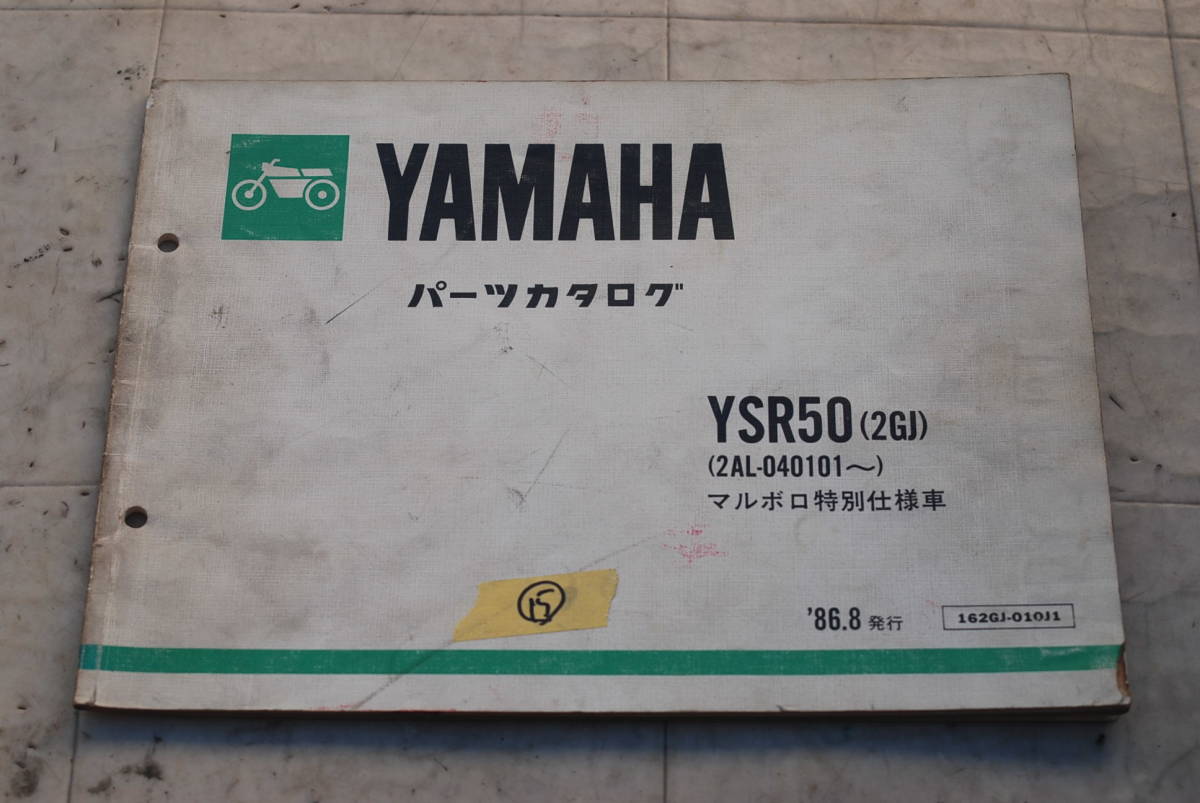 YAMAHA
パーツカタログ
YSR50 (2GJ)
(2AL-040101〜)
マルボロ特別仕様車
15
'86.8 発行
162GJ-010J1